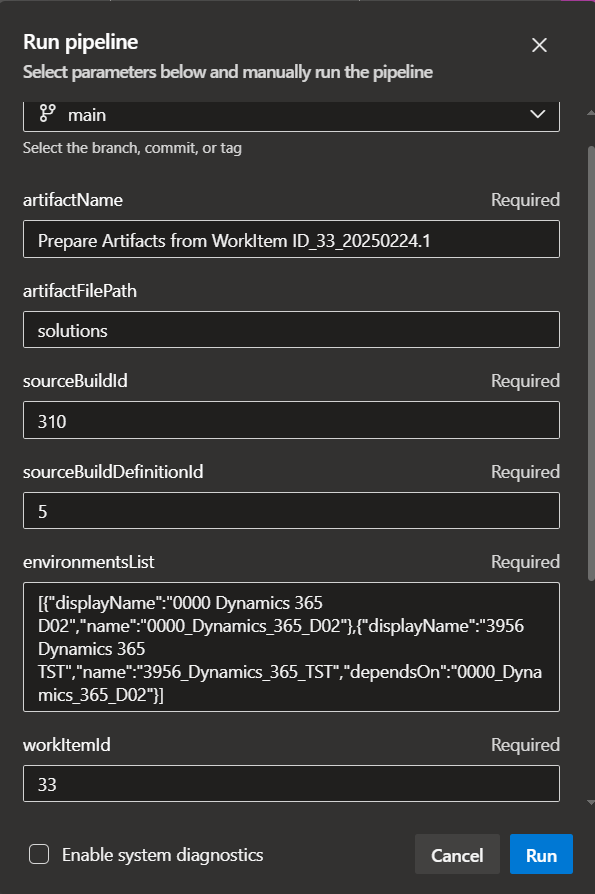 Run pipeline
Select parameters below and manually run the pipeline
main
Select the branch, commit, or tag
artifactName Required
Prepare Artifacts from WorkItem ID_33_20250224.1
artifactFilePath
solutions
sourceBuildId Required
310
sourceBuildDefinitionId Required
5
environmentsList Required
[{"displayName":"0000 Dynamics 365
D02","name":"0000_Dynamics_365_D02"},{"displayName":"3956
Dynamics 365
TST","name":"3956_Dynamics_365_TST","dependsOn":"0000_Dyna
mics_365_D02"}]
workItemId Required
33
Enable system diagnostics
Cancel Run